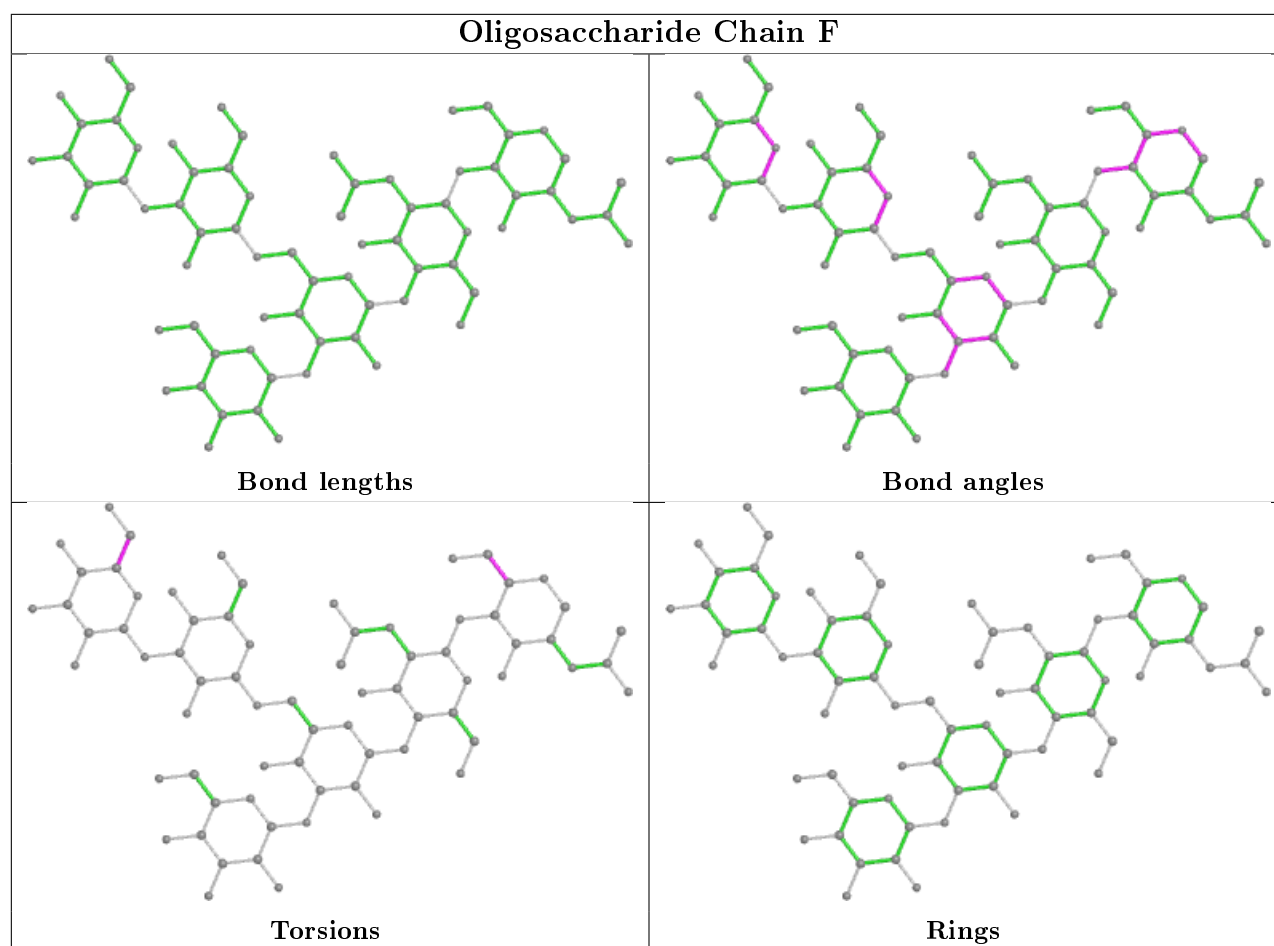 Oligosaccharide Chain F
Bond lengths
Bond angles
Torsions
Rings